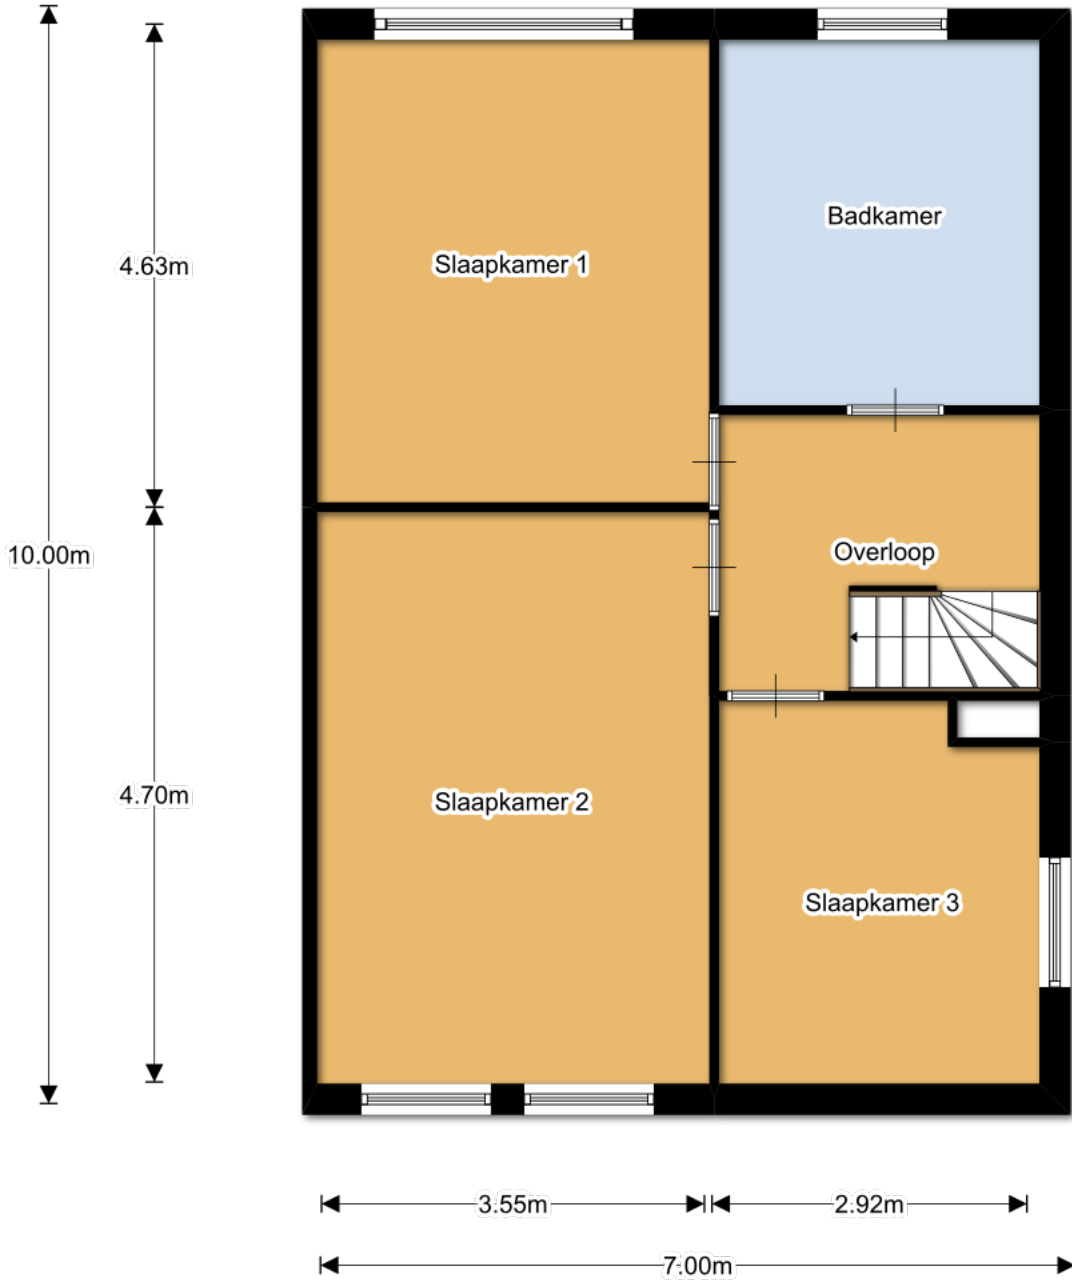 Badkamer
Slaapkamer 1
4.63m
10.00m
Overloop
4.70m
Slaapkamer 2
Slaapkamer 3
3.55m
2.92m
7.00m